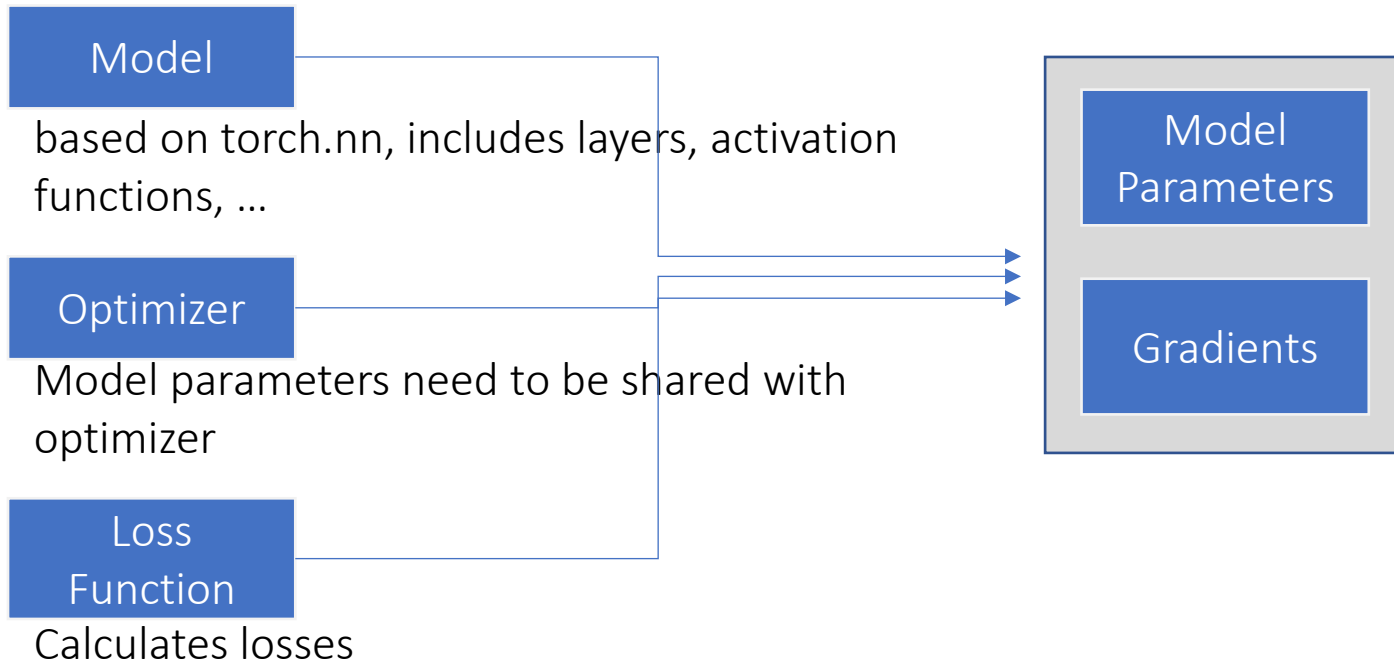 Model
based on torch.nn, includes layers, activation
functions, …
Optimizer
Model parameters need to be shared with
optimizer
Loss
Function
Calculates losses
Model
Parameters
Gradients